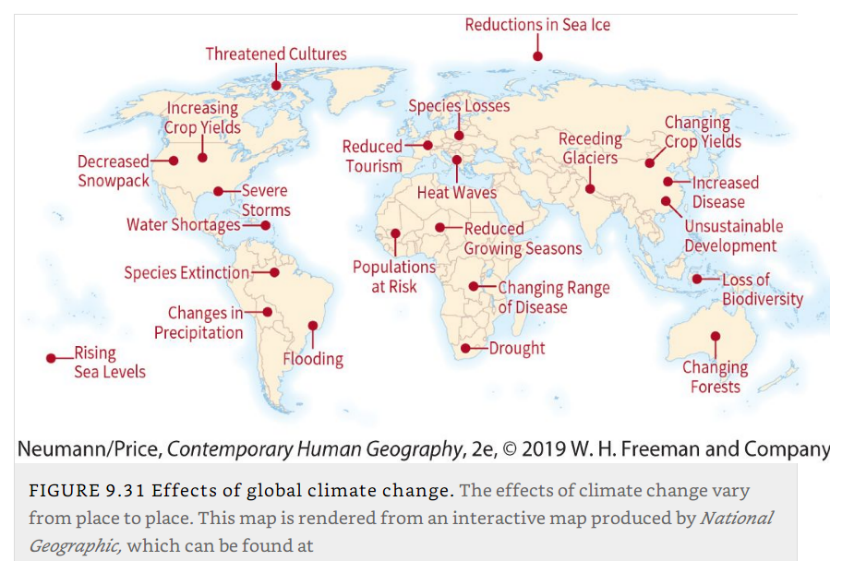 Reductions in Sea Ice
Threatened Cultures
Increasing
Crop Yields
Species Losses
Changing
Crop Yields
Receding
Glaciers
Reduced
Tourism
Decreased
Snowpack
Heat Waves
Increased
Disease
Severe
Storms
Water Shortages
Reduced
Growing Seasons
Unsustainable
Development
Populations
at Risk
Species Extinction
Changing Range
of Disease
Loss of
Biodiversity
Changes in
Precipitation
Flooding
Drought
Rising
Sea Levels
Changing
Forests
Neumann/Price, Contemporary Human Geography, 2e, © 2019 W. H. Freeman and Company
FIGURE 9.31 Effects of global climate change. The effects of climate change vary
from place to place. This map is rendered from an interactive map produced by National
Geographic, which can be found at